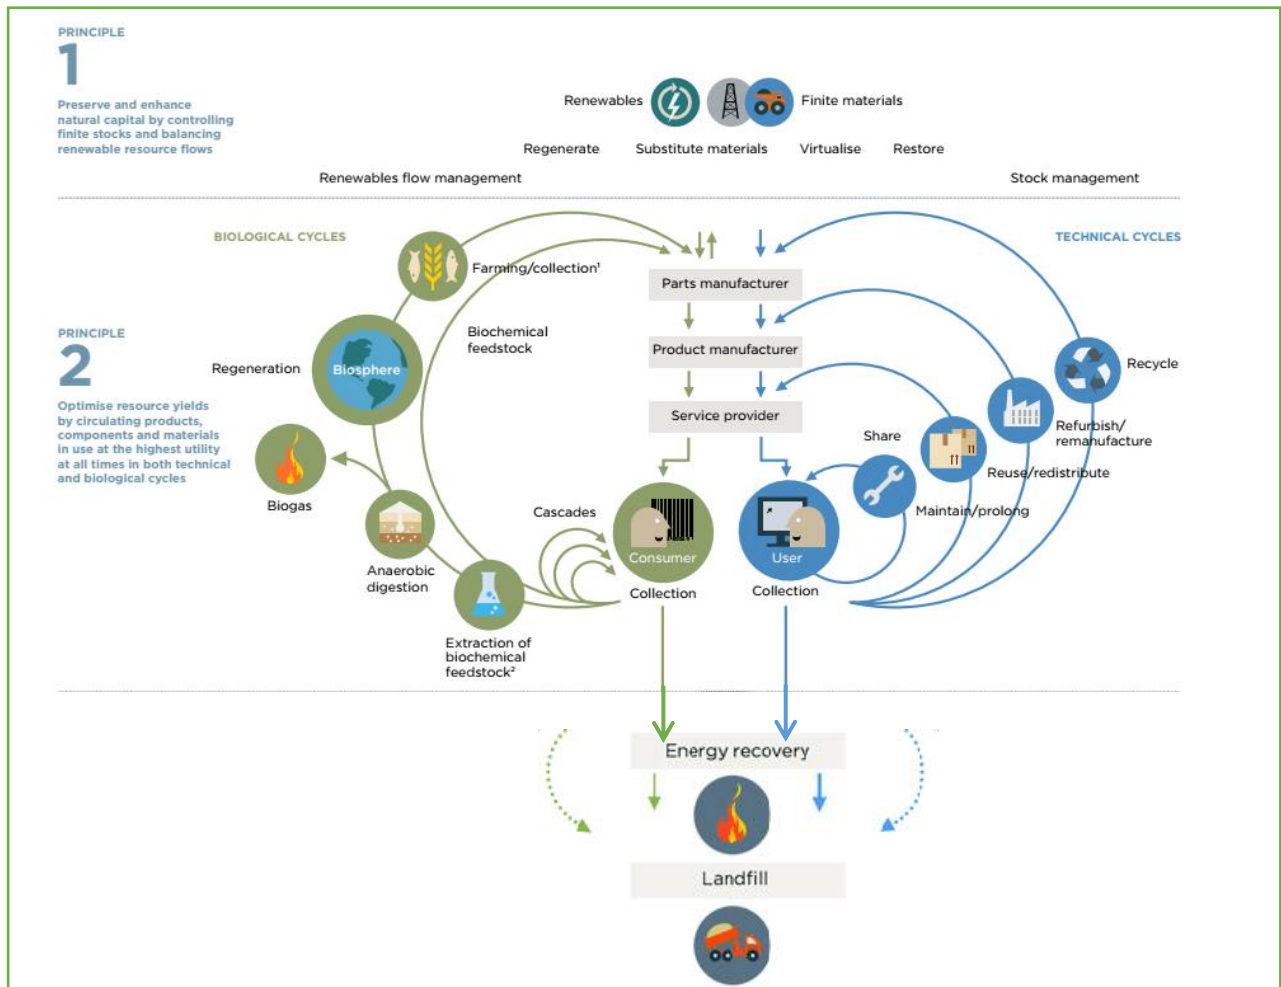 PRINCIPLE
1
Preserve and enhance
natural capital by controlling
finite stocks and balancing
renewable resource flows
Renewables
Finite materials
Regenerate
Substitute materials
Virtualise
Restore
Renewables flow management
Stock management
BIOLOGICAL CYCLES
TECHNICAL CYCLES
Farming/collection¹
Parts manufacturer
PRINCIPLE
2
Optimise resource yields
by circulating products,
components and materials
in use at the highest utility
at all times in both technical
and biological cycles
Biochemical
feedstock
Product manufacturer
Regeneration
Biosphere
Recycle
Service provider
Share
Refurbish/
remanufacture
Reuse/redistribute
Biogas
Cascades
Maintain/prolong
Consumer
User
Anaerobic
digestion
Collection
Collection
Extraction of
biochemical
feedstock²
Energy recovery
Landfill